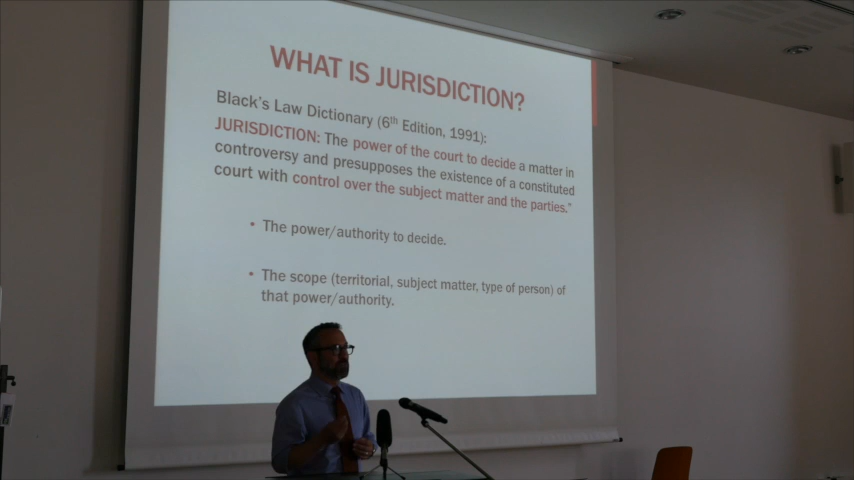 WHAT IS JURISDICTION?
Black's Law Dictionary (6th Edition, 1991):
JURISDICTION: The power of the court to decide a matter in
controversy and presupposes the existence of a constituted
court with control over the subject matter and the parties."
• The power/authority to decide.
• The scope (territorial, subject matter, type of person) of
that power/authority.